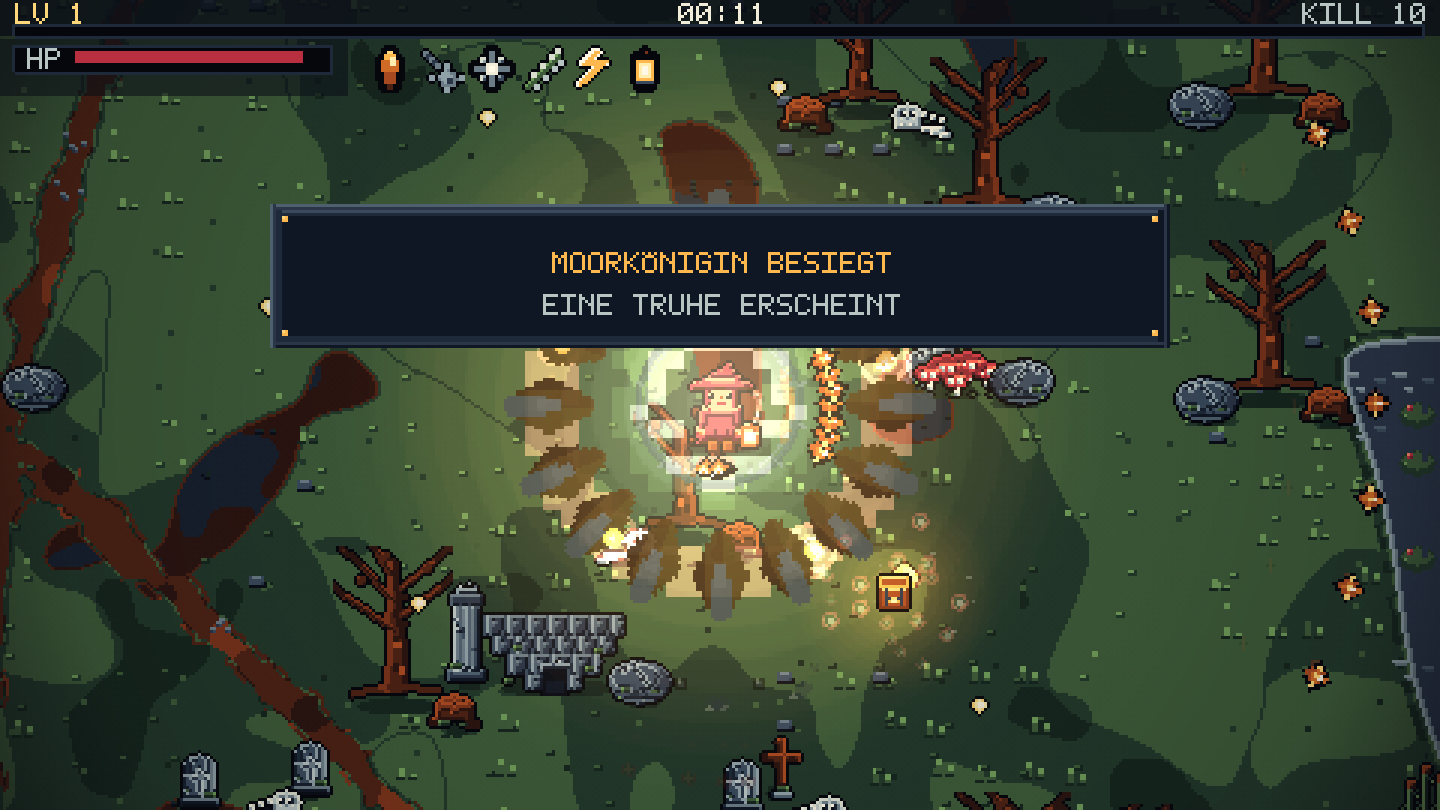 LV 1
00:11
KILL 10
HP
MOORKÖNIGIN BESIEGT
EINE TRUHE ERSCHEINT